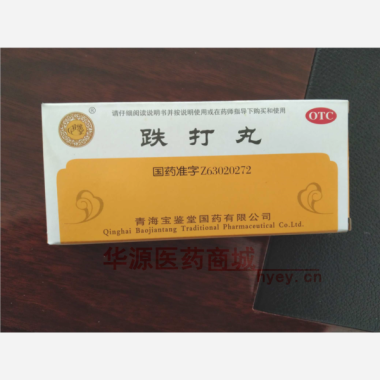 请仔细阅读说明书并按说明使用或在药师指导下购买和使用
OTC
®
跌打丸
国药准字Z63020272
青海宝鉴堂国药有限公司
Qinghai Baojiantang Traditional Pharmaceutical Co.Ltd.
华源医药商城
hyey.cn